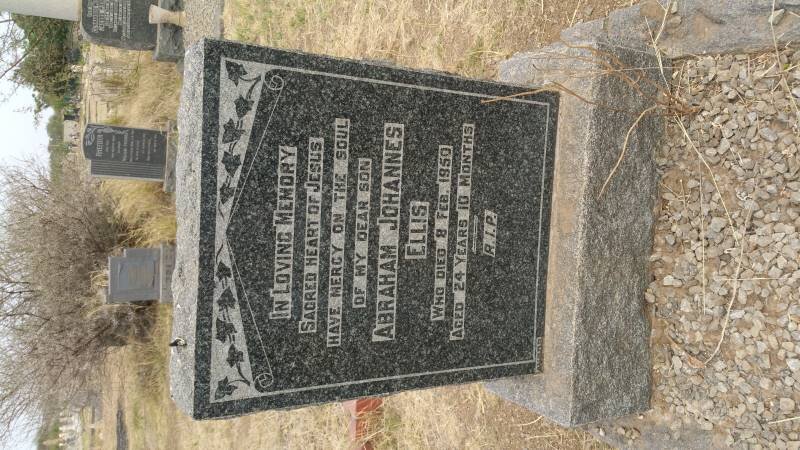 In Loving Memory
Sacred Heart of Jesus
have mercy on the soul
of my dear son
Abraham Johannes
Ellis
Who died 8 Feb. 1950
Aged 24 Years 10 Months
R.I.P.